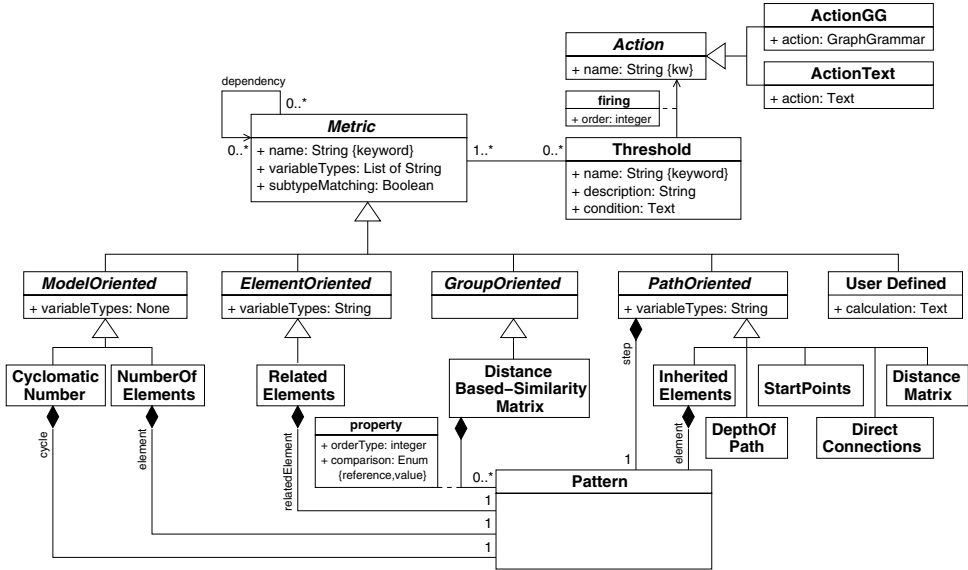 ActionGG
+ action: GraphGrammar
Action
+ name: String {kw}
ActionText
+ action: Text
dependency
0..*
0..*
firing
+ order: integer
Metric
+ name: String {keyword}
+ variableTypes: List of String
+ subtypeMatching: Boolean
1..*
0..*
Threshold
+ name: String {keyword}
+ description: String
+ condition: Text
ModelOriented
+ variableTypes: None
ElementOriented
+ variableTypes: String
GroupOriented
PathOriented
+ variableTypes: String
User Defined
+ calculation: Text
step
Cyclomatic
Number
NumberOf
Elements
Related
Elements
Distance
Based−Similarity
Matrix
Inherited
Elements
StartPoints
Distance
Matrix
DepthOf
Path
Direct
Connections
cycle
element
relatedElement
property
+ orderType: integer
+ comparison: Enum
{reference,value}
element
0..*
1
Pattern
1
1
1